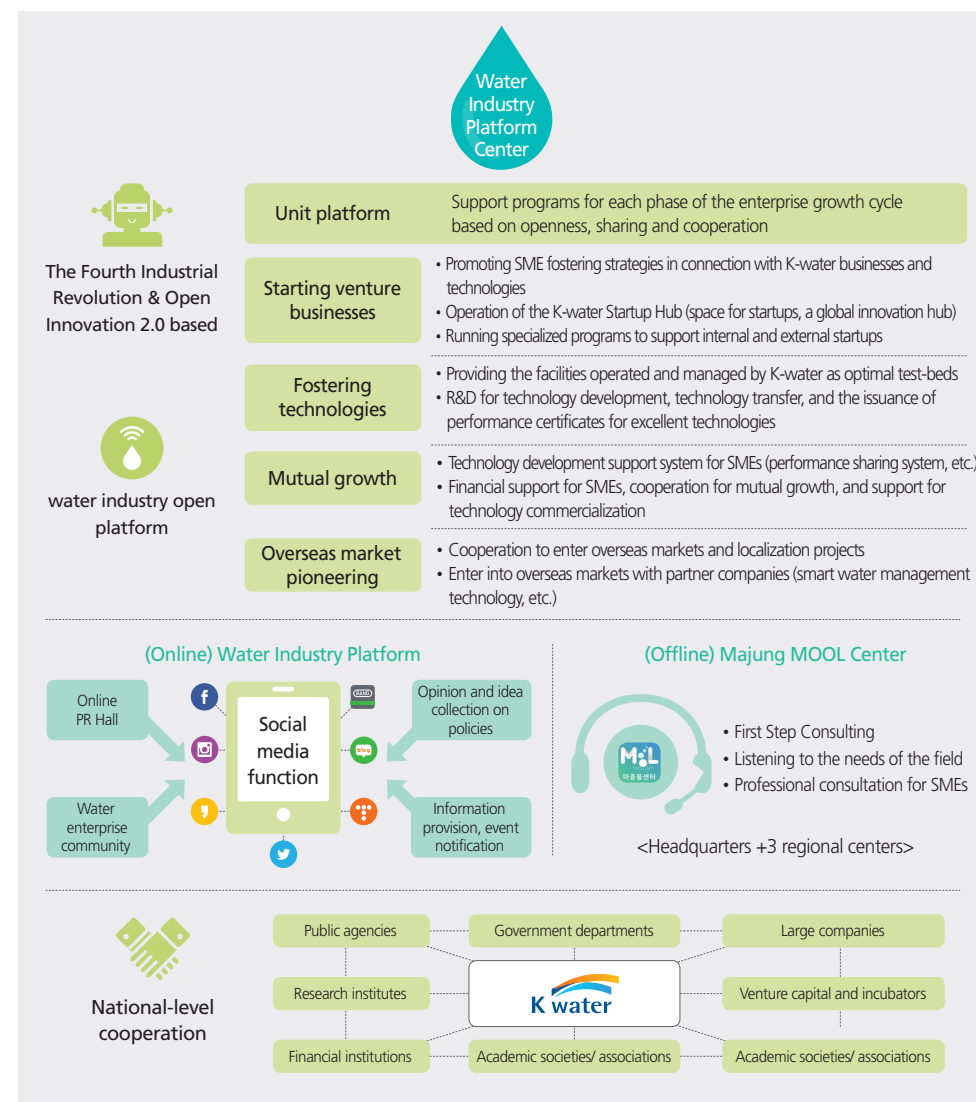 Water
Industry
Platform
Center
The Fourth Industrial
Revolution & Open
Innovation 2.0 based
water industry open
platform
Unit platform
Support programs for each phase of the enterprise growth cycle
based on openness, sharing and cooperation
Starting venture
businesses
• Promoting SME fostering strategies in connection with K-water businesses and
technologies
• Operation of the K-water Startup Hub (space for startups, a global innovation hub)
• Running specialized programs to support internal and external startups
Fostering
technologies
• Providing the facilities operated and managed by K-water as optimal test-beds
• R&D for technology development, technology transfer, and the issuance of
performance certificates for excellent technologies
Mutual growth
• Technology development support system for SMEs (performance sharing system, etc.)
• Financial support for SMEs, cooperation for mutual growth, and support for
technology commercialization
Overseas market
pioneering
• Cooperation to enter overseas markets and localization projects
• Enter into overseas markets with partner companies (smart water management
technology, etc.)
(Online) Water Industry Platform
Online
PR Hall
Water
enterprise
community
f
Social
media
function
BAND
blog
Opinion and idea
collection on
policies
Information
provision, event
notification
(Offline) Majung MOOL Center
MOL
마중물센터
• First Step Consulting
• Listening to the needs of the field
• Professional consultation for SMEs
<Headquarters +3 regional centers>
National-level
cooperation
Public agencies
Government departments
Large companies
Research institutes
K water
Venture capital and incubators
Financial institutions
Academic societies/ associations
Academic societies/ associations